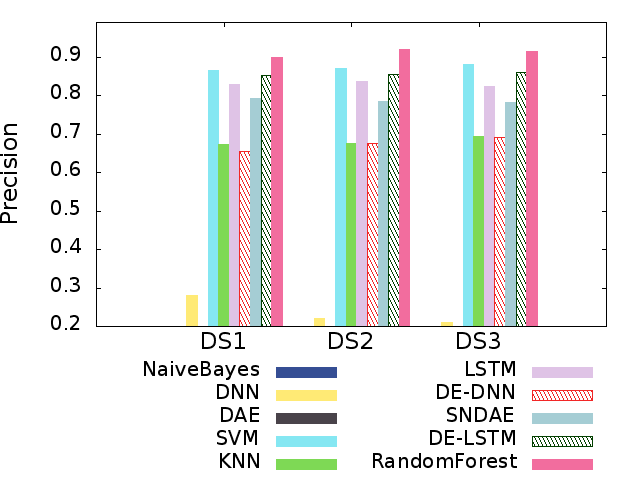 Precision
0.9
0.8
0.7
0.6
0.5
0.4
0.3
0.2
DS1 DS2 DS3
NaiveBayes LSTM
DNN DE-DNN
DAE SNDAE
SVM DE-LSTM
KNN RandomForest